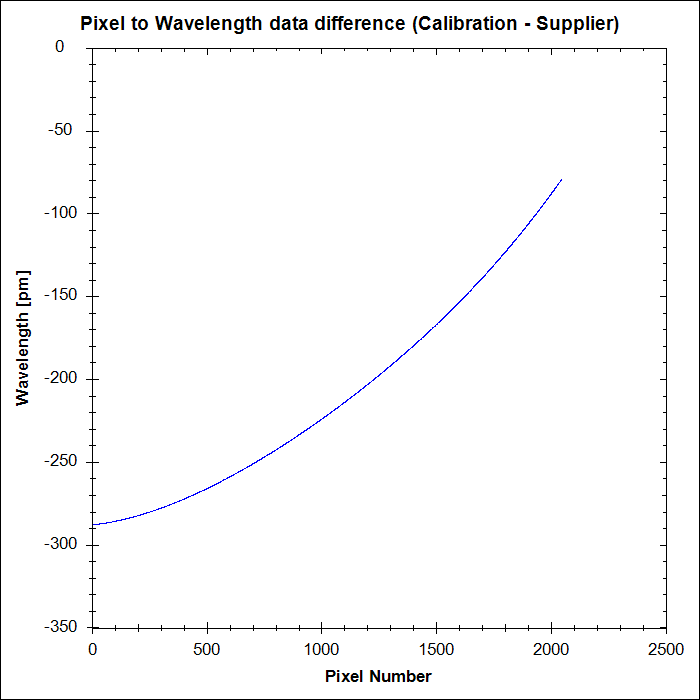 Pixel to Wavelength data difference (Calibration - Supplier)
0
-50
-100
-150
-200
-250
-300
-350
Wavelength [pm]
0 500 1000 1500 2000 2500
Pixel Number